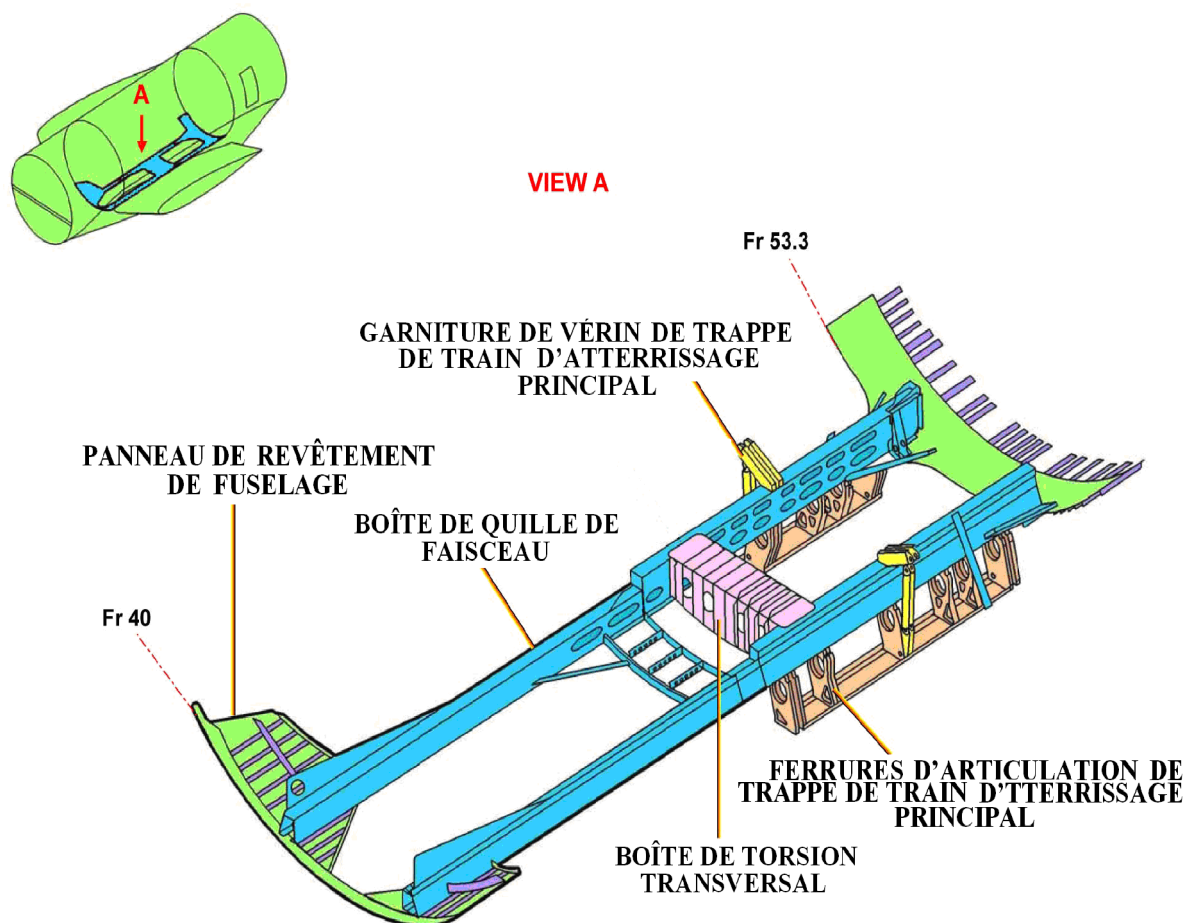 A
VIEW A
Fr 53.3
GARNITURE DE VÉRIN DE TRAPPE
DE TRAIN D'ATTERRISSAGE
PRINCIPAL
PANNEAU DE REVÊTEMENT
DE FUSELAGE
BOÎTE DE QUILLE DE
FAISCEAU
Fr 40
FERRURES D'ARTICULATION DE
TRAPPE DE TRAIN D'TTERRISSAGE
PRINCIPAL
BOÎTE DE TORSION
TRANSVERSAL